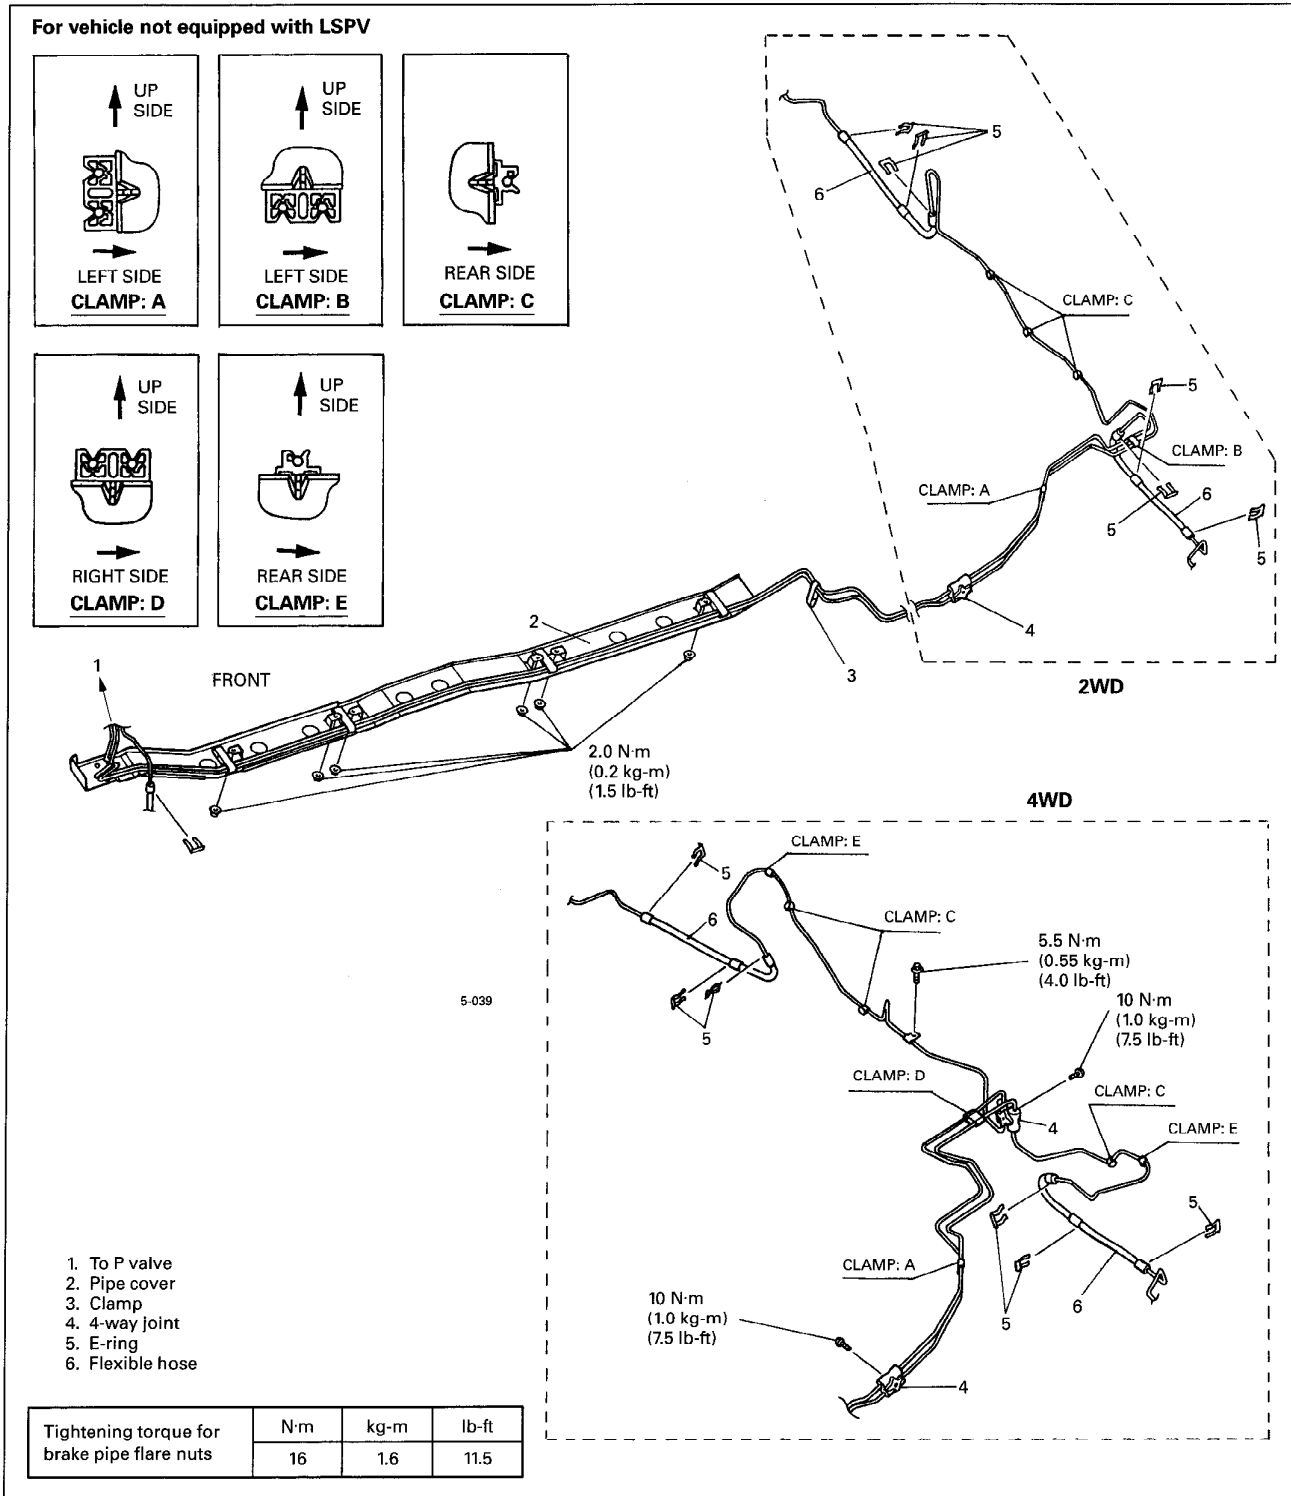 For vehicle not equipped with LSPV
UP
SIDE
LEFT SIDE
CLAMP: A
UP
SIDE
LEFT SIDE
CLAMP: B
REAR SIDE
CLAMP: C
UP
SIDE
RIGHT SIDE
CLAMP: D
UP
SIDE
REAR SIDE
CLAMP: E
5
6
CLAMP: C
5
CLAMP: B
CLAMP: A
6
5
5
4
2WD
2
3
1
FRONT
2.0 N·m
(0.2 kg-m)
(1.5 lb-ft)
4WD
CLAMP: E
5
6
CLAMP: C
5.5 N·m
(0.55 kg-m)
(4.0 lb-ft)
10 N·m
(1.0 kg-m)
(7.5 lb-ft)
5-039
5
CLAMP: D
CLAMP: C
4
CLAMP: E
5
CLAMP: A
6
5
10 N·m
(1.0 kg-m)
(7.5 lb-ft)
4
1. To P valve
2. Pipe cover
3. Clamp
4. 4-way joint
5. E-ring
6. Flexible hose
Tightening torque for
brake pipe flare nuts
N·m kg-m lb-ft
16 1.6 11.5